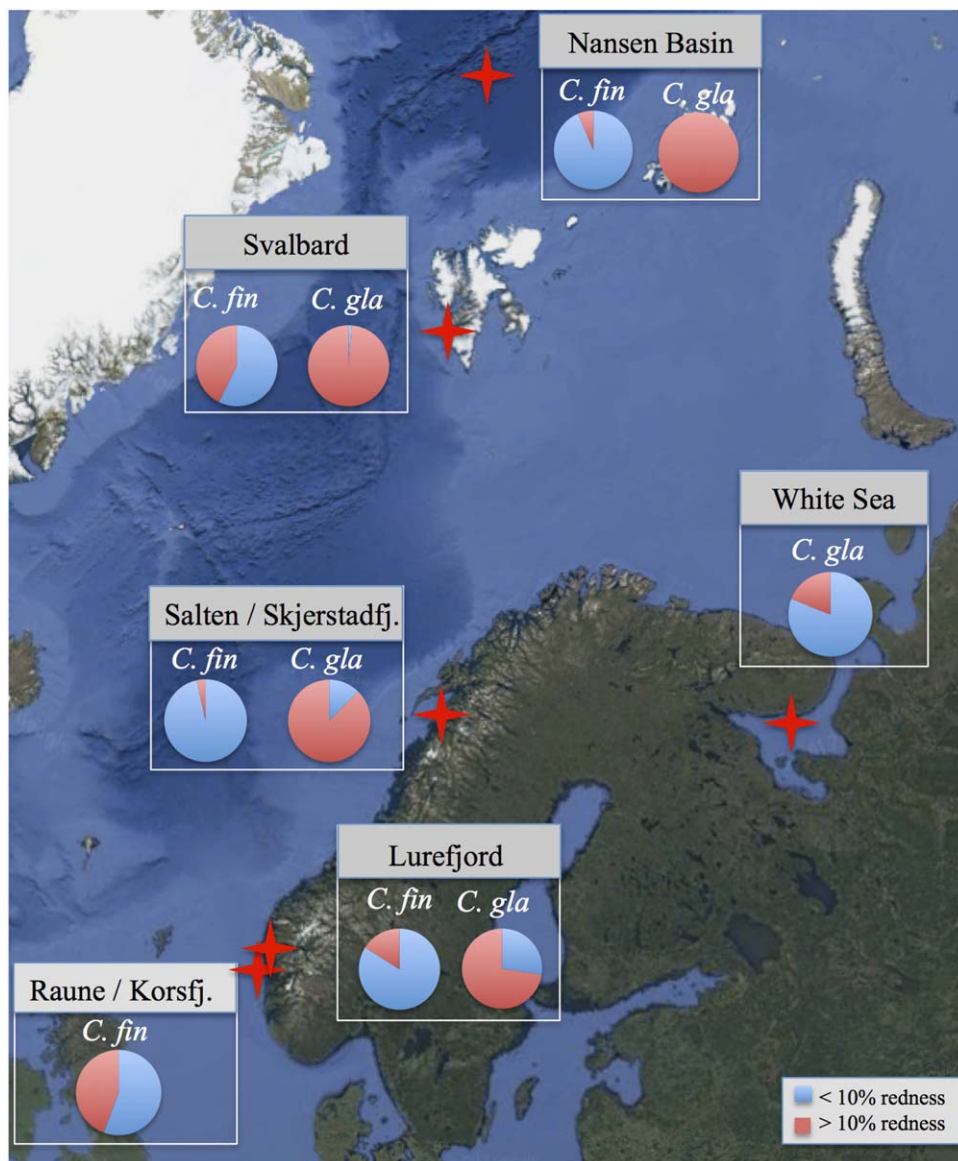 Nansen Basin
C. fin C. gla
Svalbard
C. fin C. gla
White Sea
C. gla
Salten / Skjerstadfj.
C. fin C. gla
Lurefjord
C. fin C. gla
Raune / Korsfj.
C. fin
< 10% redness
> 10% redness